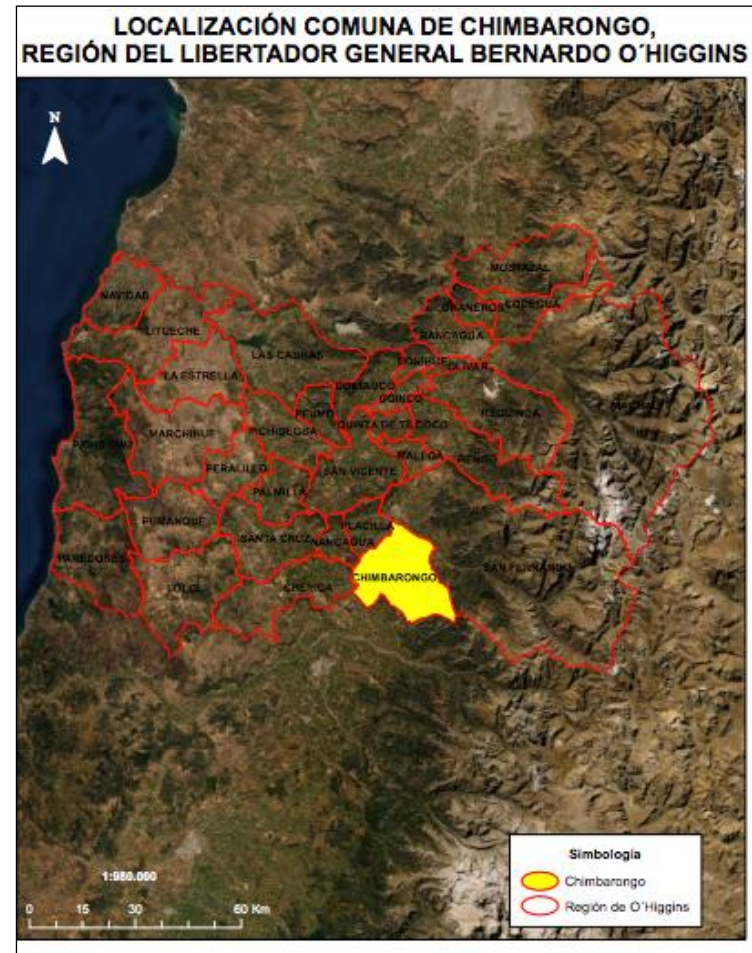 LOCALIZACIÓN COMUNA DE CHIMBARONGO,
REGIÓN DEL LIBERTADOR GENERAL BERNARDO O´HIGGINS
N
MOSTAZAL
NAVIDAD
GRANEROS CODEGUA
LITUECHE
RANCAGUA
LAS CABRAS
OLIVAR
LA ESTRELLA
COLTAUCO
COINCO
PEUMO
REQUINOA
MACHALI
PICHIDEGUA
QUINTA DE TILCOCO
MARCHIHUE
PICHILEMU
MALLOA
RENGO
PERALILLO
SAN VICENTE
PALMILLA
PUMANQUE
PLACILLA
SANTA CRUZ
NANCAGUA
PAREDONES
SAN FERNANDO
CHIMBARONGO
LOLOL
CHEPICA
1:980.000
0 15 30 60 Km
Simbología
Chimbarongo
Región de O´Higgins